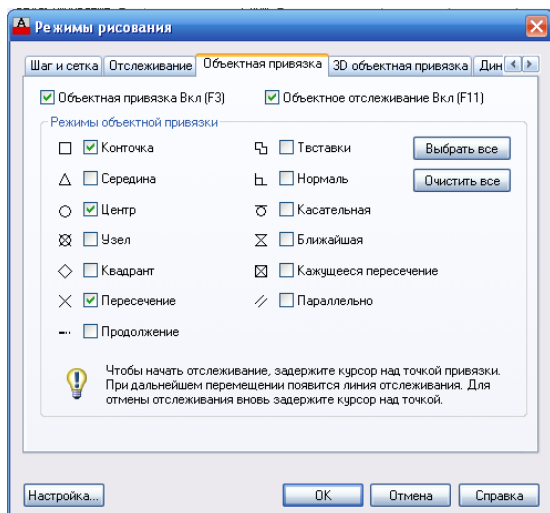 Режимы рисования
Шаг и сетка Отслеживание Объектная привязка 3D объектная привязка Дин
Объектная привязка Вкл (F3) Объектное отслеживание Вкл (F11)
Режимы объектной привязки
Конточка Твставки Выбрать все
Середина Нормаль Очистить все
Центр Касательная
Узел Ближайшая
Квадрант Кажущееся пересечение
Пересечение Параллельно
Продолжение
Чтобы начать отслеживание, задержите курсор над точкой привязки.
При дальнейшем перемещении появится линия отслеживания. Для
отмены отслеживания вновь задержите курсор над точкой.
Настройка... OK Отмена Справка